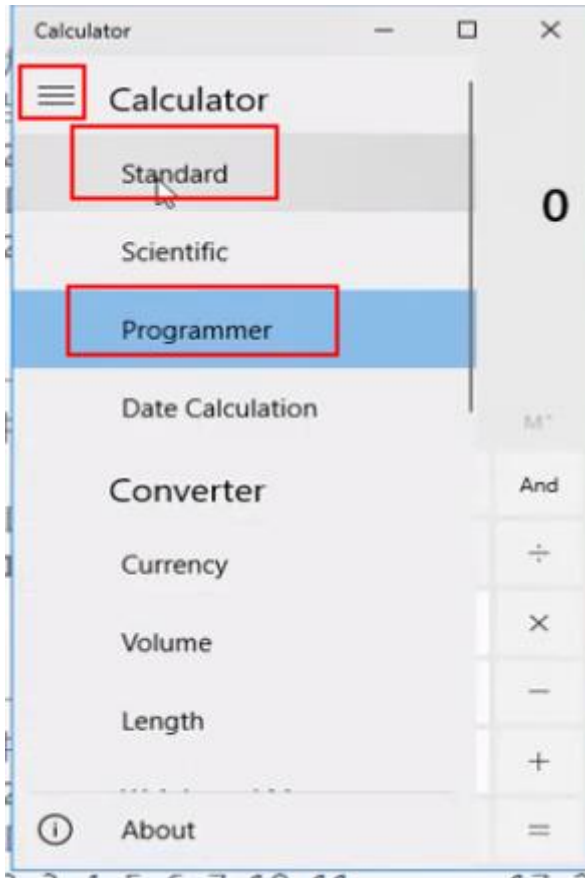 Calculator
Calculator
Standard
0
Scientific
Programmer
Date Calculation
Converter
And
Currency
÷
Volume
×
Length
−
+
About
=